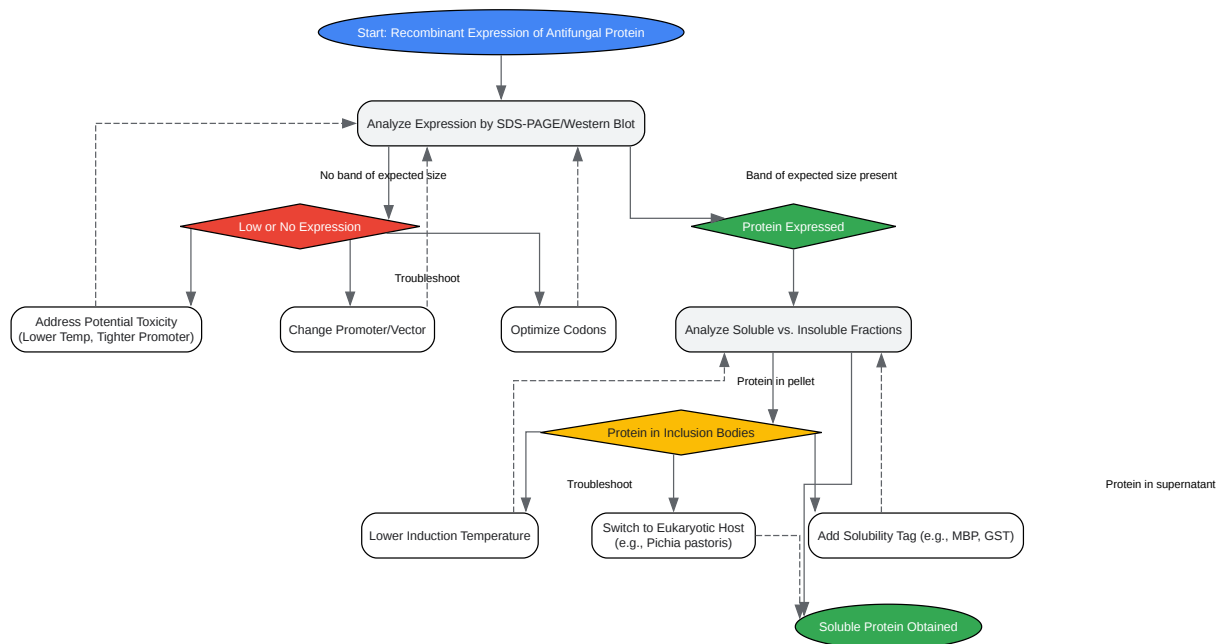 Start: Recombinant Expression of Antifungal Protein
Analyze Expression by SDS-PAGE/Western Blot
No band of expected size
Band of expected size present
Low or No Expression
Protein Expressed
Troubleshoot
Address Potential Toxicity
(Lower Temp, Tighter Promoter)
Change Promoter/Vector
Optimize Codons
Analyze Soluble vs. Insoluble Fractions
Protein in pellet
Protein in Inclusion Bodies
Troubleshoot
Protein in supernatant
Lower Induction Temperature
Switch to Eukaryotic Host
(e.g., Pichia pastoris)
Add Solubility Tag (e.g., MBP, GST)
Soluble Protein Obtained